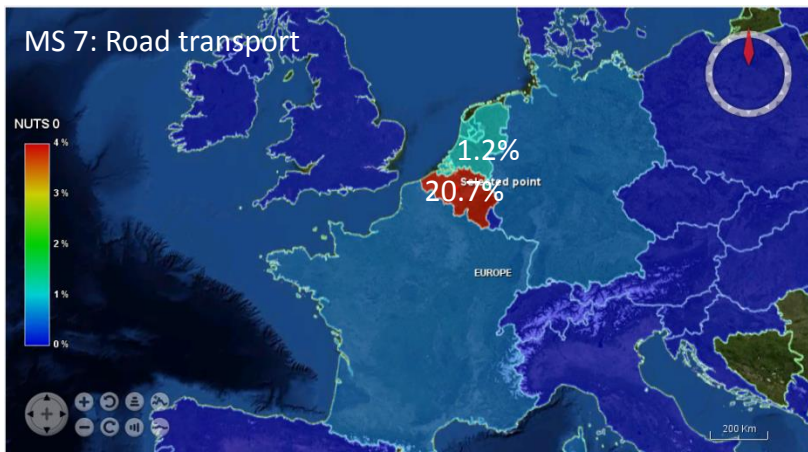 MS 7: Road transport
NUTS 0
4 %
3 %
2 %
1 %
0 %
1.2%
Selected point
20.7%
EUROPE
200 Km